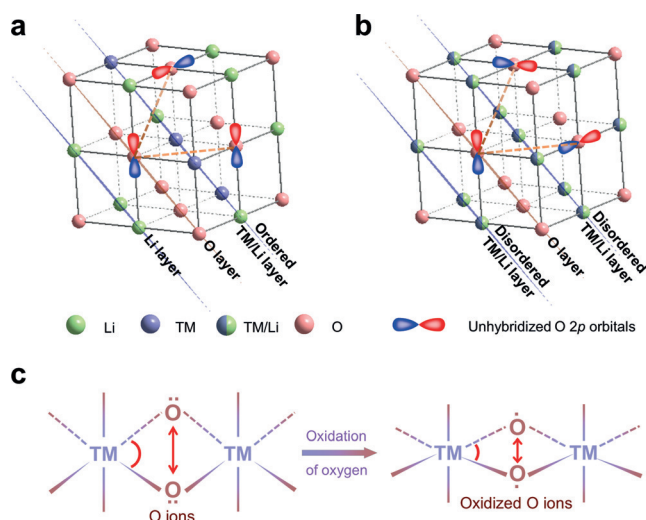 a
b
Li layer
O layer
Ordered
TM/Li layer
Disordered
TM/Li layer
O layer
Disordered
TM/Li layer
Li
TM
TM/Li
O
Unhybridized O 2p orbitals
c
O
TM
TM
O
O ions
Oxidation
of oxygen
O
TM
TM
O
Oxidized O ions